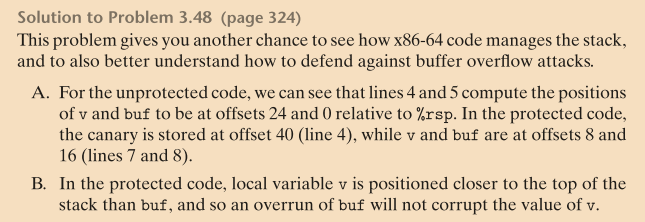 Solution to Problem 3.48 (page 324)
This problem gives you another chance to see how x86-64 code manages the stack,
and to also better understand how to defend against buffer overflow attacks.
A. For the unprotected code, we can see that lines 4 and 5 compute the positions
of v and buf to be at offsets 24 and 0 relative to %rsp. In the protected code,
the canary is stored at offset 40 (line 4), while v and buf are at offsets 8 and
16 (lines 7 and 8).
B. In the protected code, local variable v is positioned closer to the top of the
stack than buf, and so an overrun of buf will not corrupt the value of v.